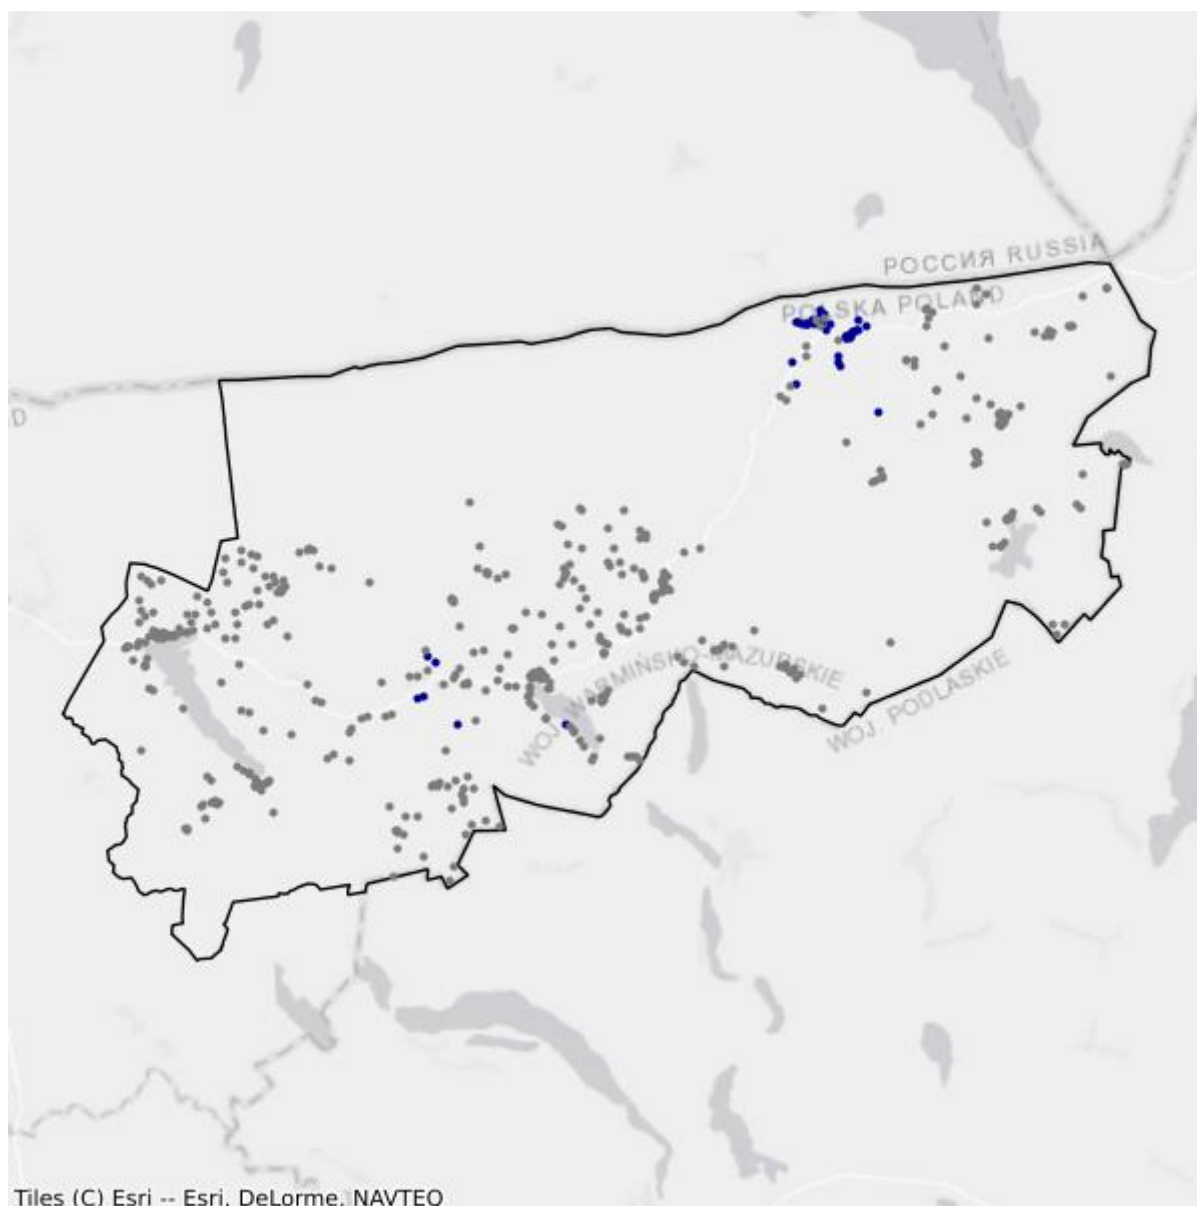 РОССИЯ RUSSIA
POLSKA POLAND
D
WOJ. WARMIŃSKO-MAZURSKIE
WOJ. PODLASKIE
Tiles (C) Esri -- Esri, DeLorme, NAVTEQ